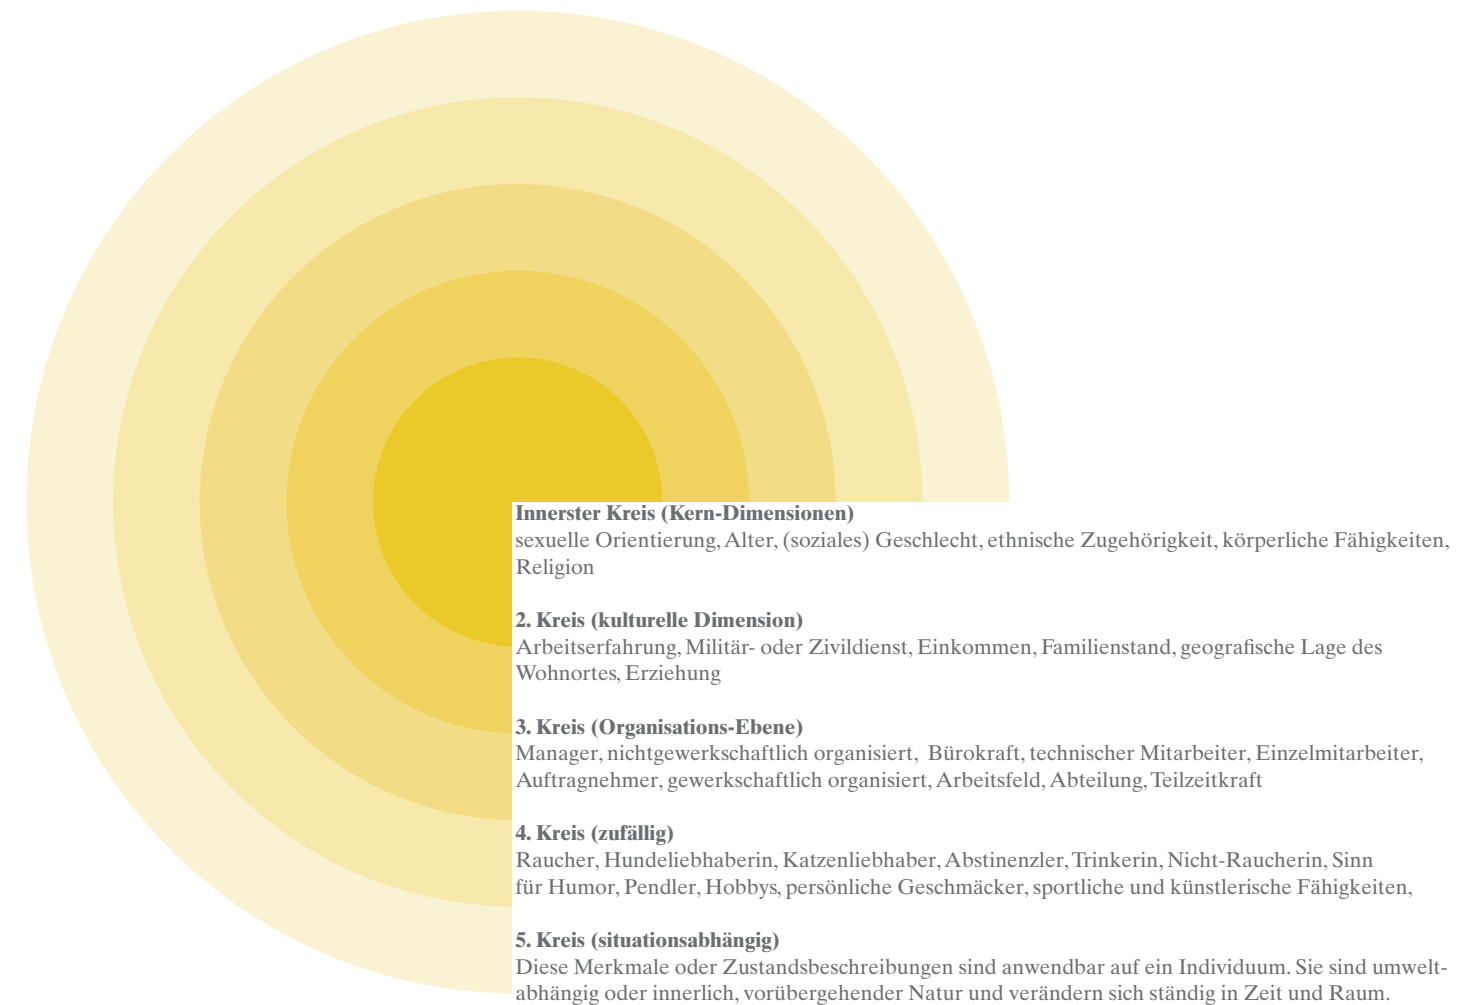 Innerster Kreis (Kern-Dimensionen)
sexuelle Orientierung, Alter, (soziales) Geschlecht, ethnische Zugehörigkeit, körperliche Fähigkeiten,
Religion
2. Kreis (kulturelle Dimension)
Arbeitserfahrung, Militär- oder Zivildienst, Einkommen, Familienstand, geografische Lage des
Wohnortes, Erziehung
3. Kreis (Organisations-Ebene)
Manager, nichtgewerkschaftlich organisiert, Bürokraft, technischer Mitarbeiter, Einzelmitarbeiter,
Auftragnehmer, gewerkschaftlich organisiert, Arbeitsfeld, Abteilung, Teilzeitkraft
4. Kreis (zufällig)
Raucher, Hundeliebhaberin, Katzenliebhaber, Abstinenzler, Trinkerin, Nicht-Raucherin, Sinn
für Humor, Pendler, Hobbys, persönliche Geschmäcker, sportliche und künstlerische Fähigkeiten,
5. Kreis (situationsabhängig)
Diese Merkmale oder Zustandsbeschreibungen sind anwendbar auf ein Individuum. Sie sind umwelt-
abhängig oder innerlich, vorübergehender Natur und verändern sich ständig in Zeit und Raum.